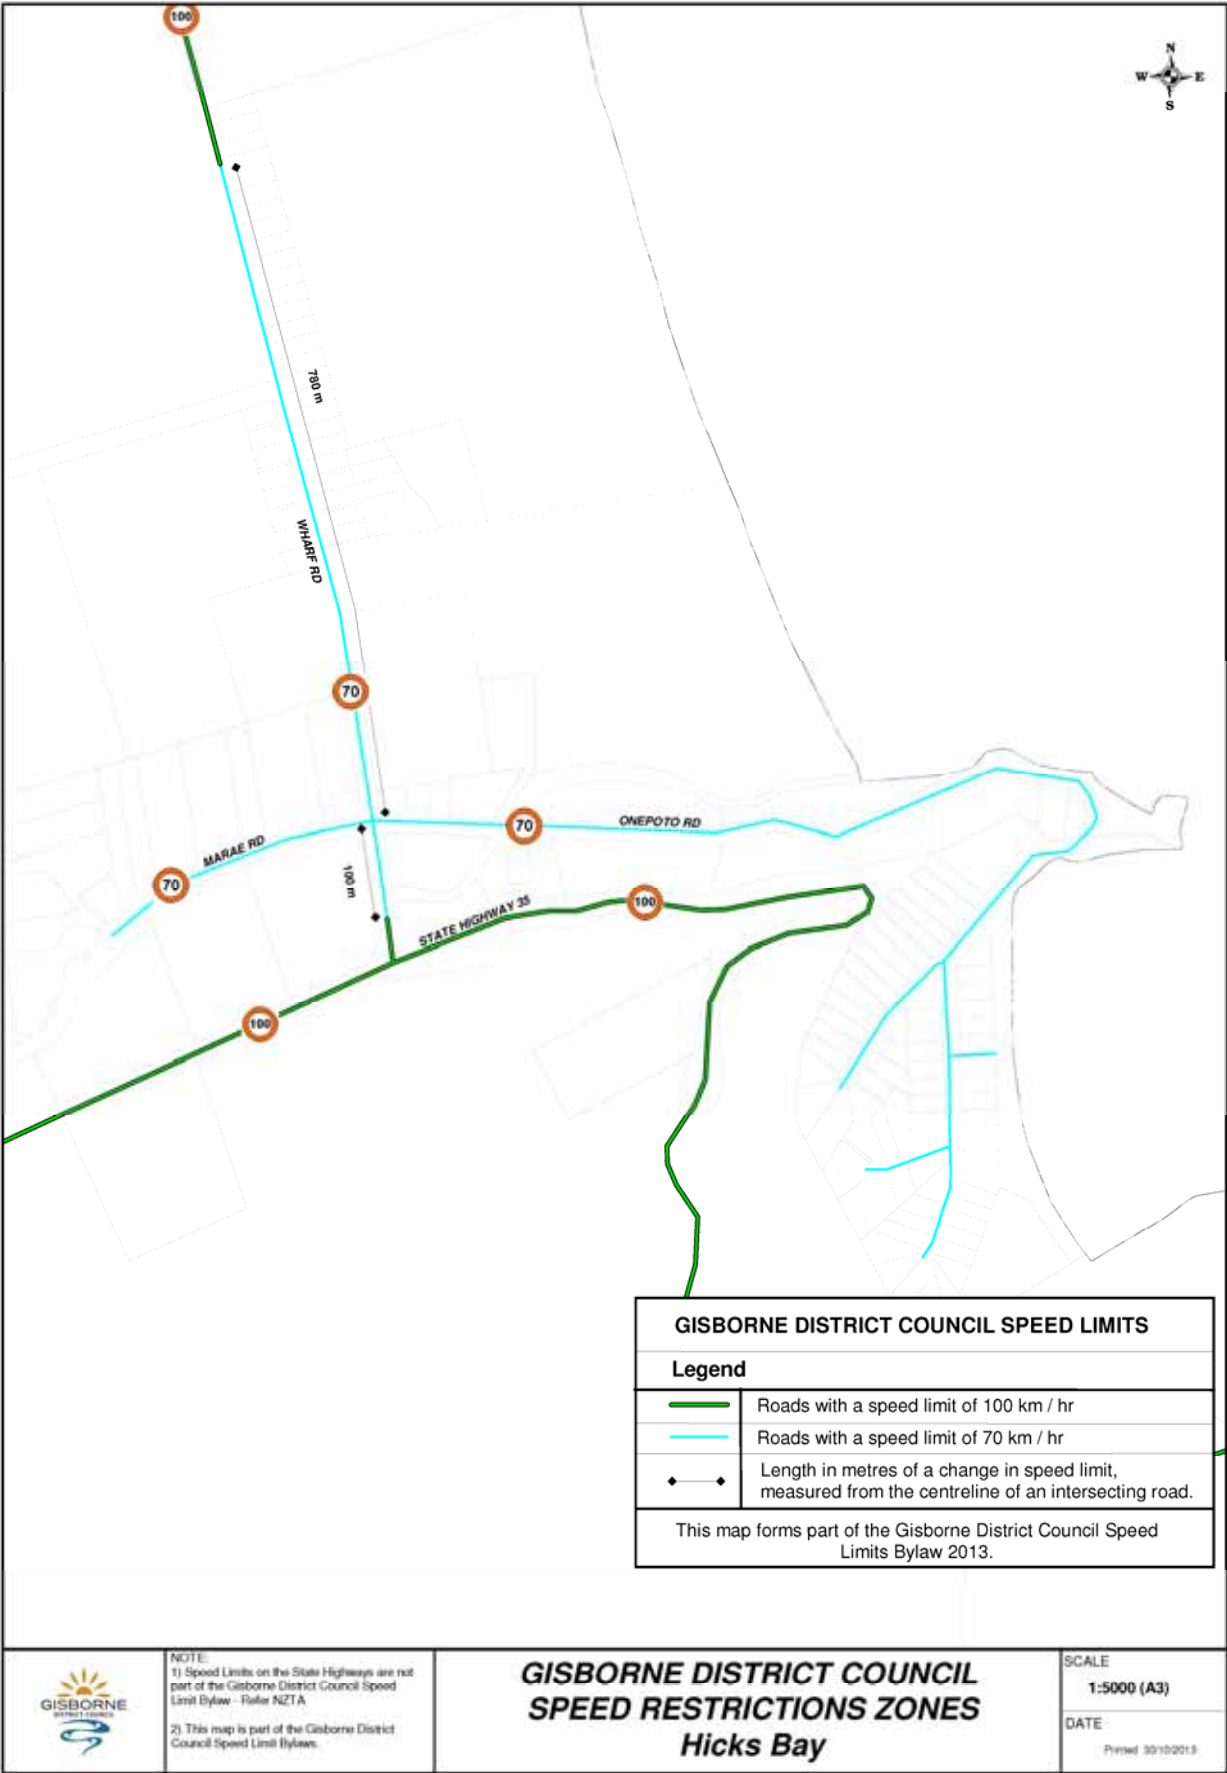 100
N
W E
S
780 m
WHARF RD
70
70
ONEPOTO RD
MARAE RD
70
100 m
100
STATE HIGHWAY 35
100
GISBORNE DISTRICT COUNCIL SPEED LIMITS
Legend
Roads with a speed limit of 100 km / hr
Roads with a speed limit of 70 km / hr
Length in metres of a change in speed limit,
measured from the centreline of an intersecting road.
This map forms part of the Gisborne District Council Speed
Limits Bylaw 2013.
GISBORNE
DISTRICT COUNCIL
NOTE:
1) Speed Limits on the State Highways are not
part of the Gisborne District Council Speed
Limit Bylaw - Refer NZTA
2) This map is part of the Gisborne District
Council Speed Limit Bylaws.
GISBORNE DISTRICT COUNCIL
SPEED RESTRICTIONS ZONES
Hicks Bay
SCALE
1:5000 (A3)
DATE
Printed 30/10/2013